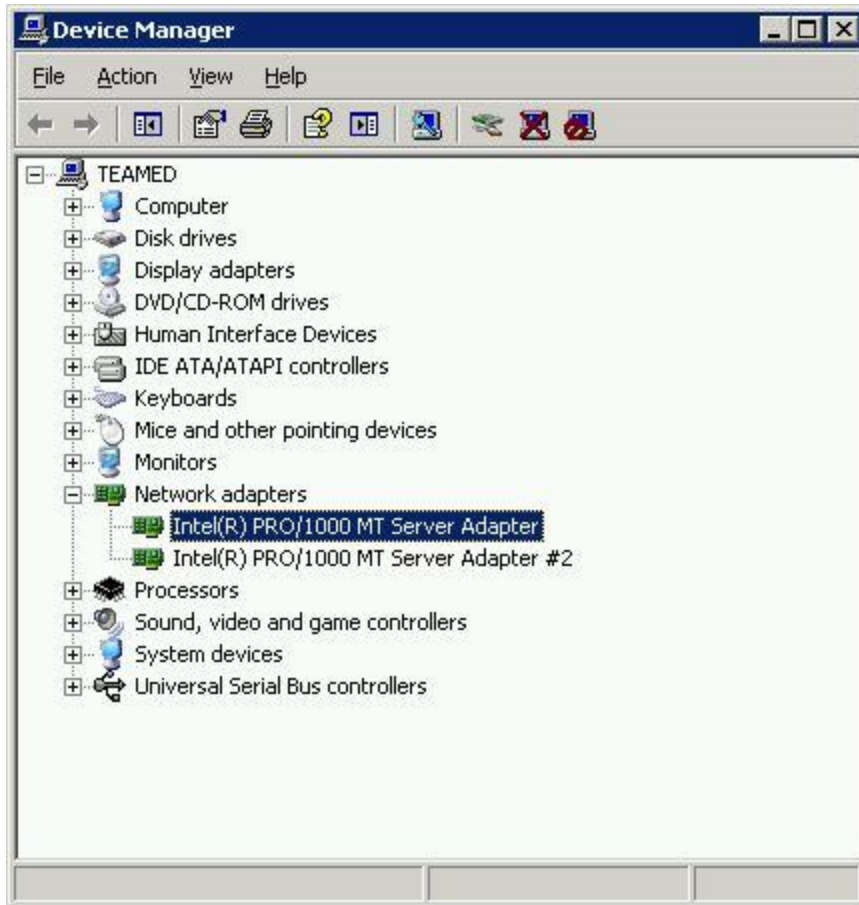 Device Manager
File Action View Help
TEAMED
Computer
Disk drives
Display adapters
DVD/CD-ROM drives
Human Interface Devices
IDE ATA/ATAPI controllers
Keyboards
Mice and other pointing devices
Monitors
Network adapters
Intel(R) PRO/1000 MT Server Adapter
Intel(R) PRO/1000 MT Server Adapter #2
Processors
Sound, video and game controllers
System devices
Universal Serial Bus controllers